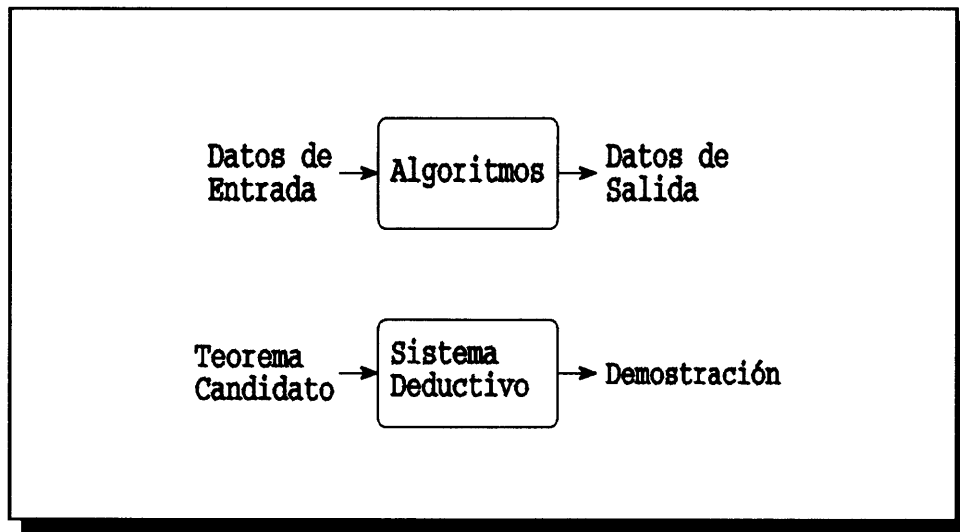 Datos de
Entrada
Algoritmos
Datos de
Salida
Teorema
Candidato
Sistema
Deductivo
Demostración